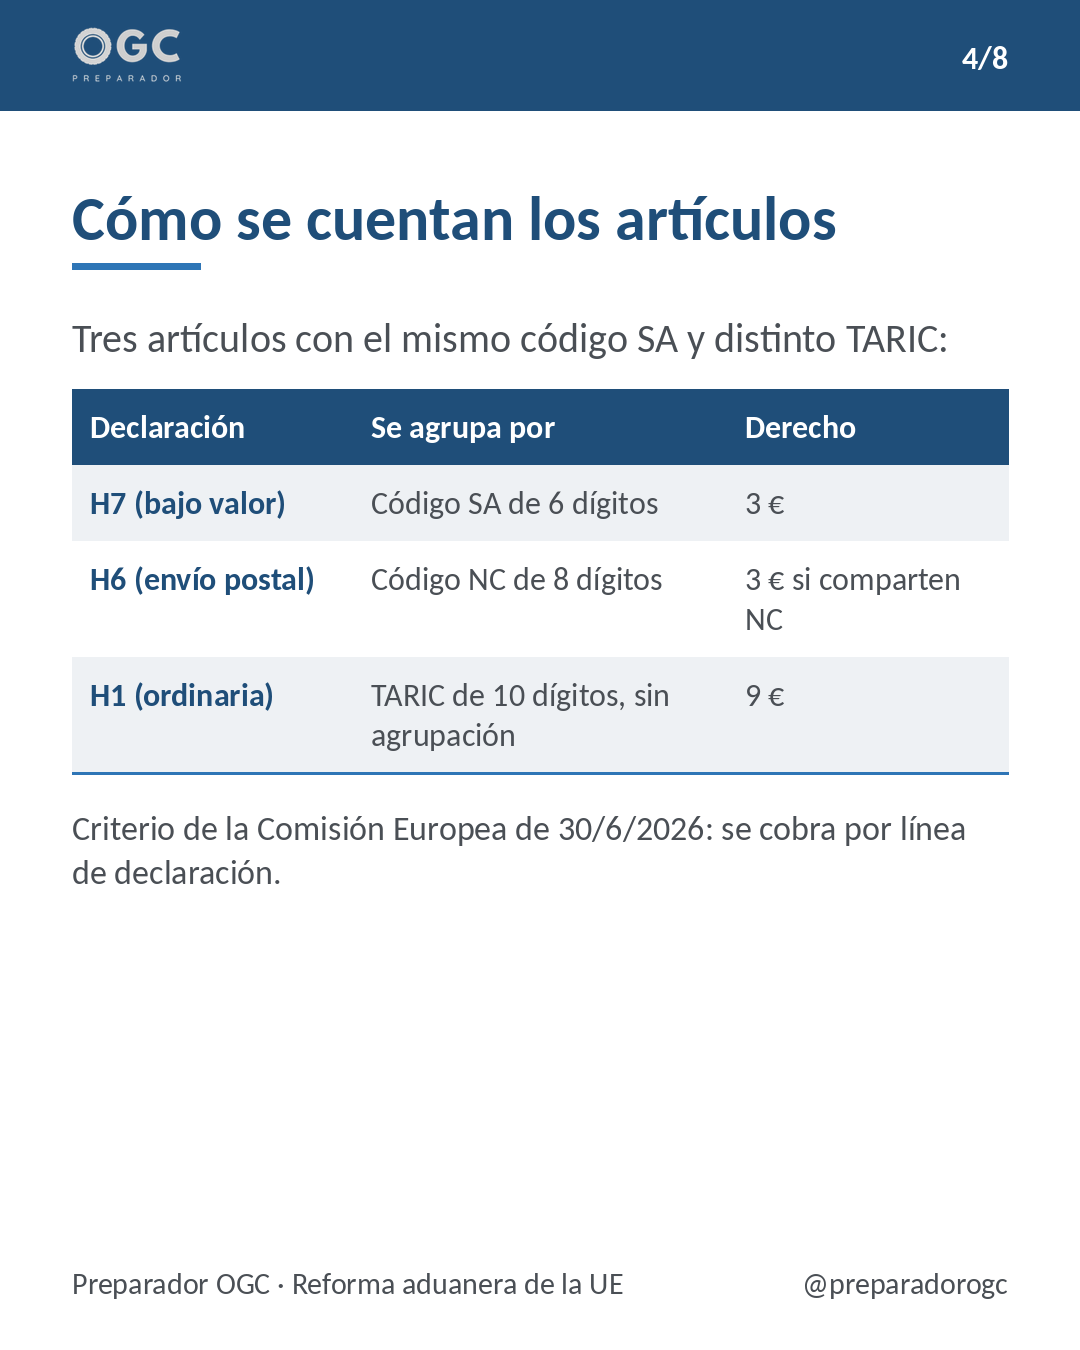 OGC
PREPARADOR
4/8
Cómo se cuentan los artículos
Tres artículos con el mismo código SA y distinto TARIC:
Declaración Se agrupa por Derecho
H7 (bajo valor) Código SA de 6 dígitos 3 €
H6 (envío postal) Código NC de 8 dígitos 3 € si comparten
NC
H1 (ordinaria) TARIC de 10 dígitos, sin 9 €
agrupación
Criterio de la Comisión Europea de 30/6/2026: se cobra por línea
de declaración.
Preparador OGC · Reforma aduanera de la UE @preparadorogc